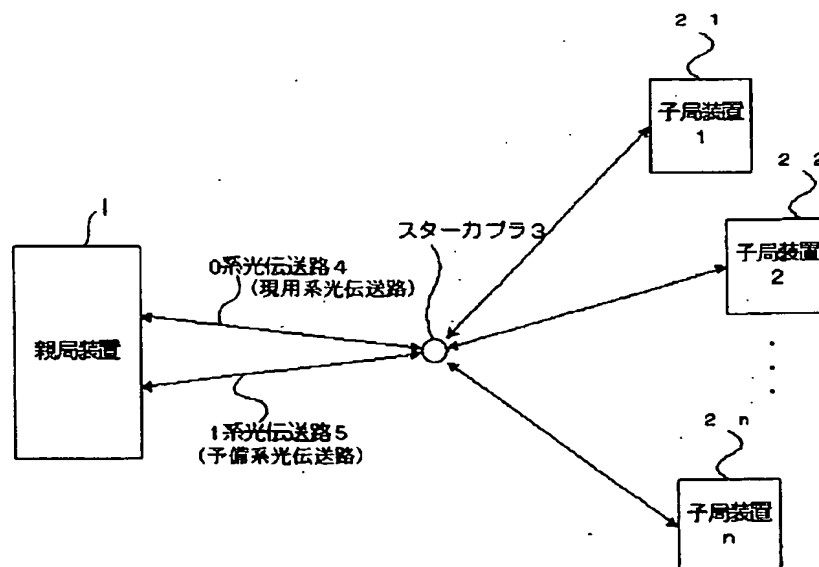 2 1
子局装置
1
2 2
子局装置
2
1
スターカプラ3
0系光伝送路4
(現用系光伝送路)
親局装置
1系光伝送路5
(予備系光伝送路)
2 n
子局装置
n